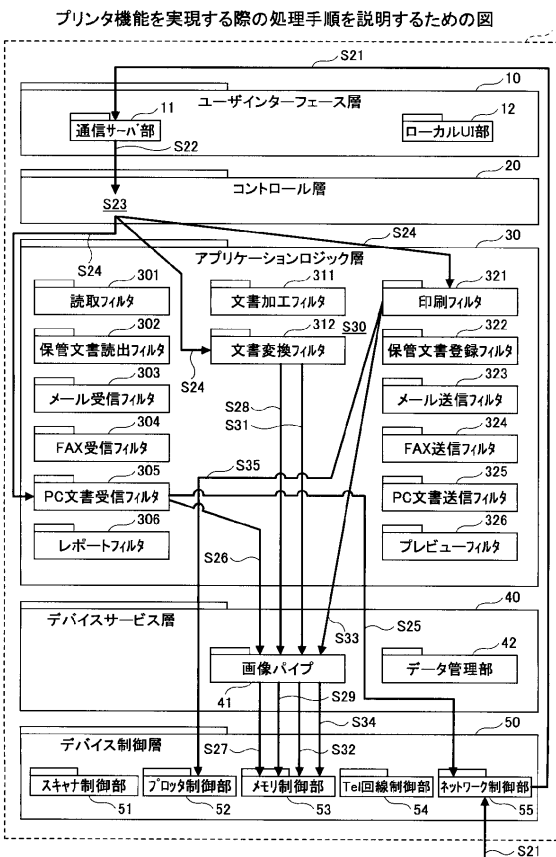 プリンタ機能を実現する際の処理手順を説明するための図
S21
10
ユーザインターフェース層
11
通信サーバ部
12
ローカルUI部
S22
20
コントロール層
S23
S24
S24
30
アプリケーションロジック層
301
読取フィルタ
311
文書加工フィルタ
321
印刷フィルタ
302
保管文書読出フィルタ
312
文書変換フィルタ
S30
322
保管文書登録フィルタ
S24
303
メール受信フィルタ
323
メール送信フィルタ
S28
S31
304
FAX受信フィルタ
324
FAX送信フィルタ
S35
305
PC文書受信フィルタ
325
PC文書送信フィルタ
306
レポートフィルタ
326
プレビューフィルタ
S26
S33
S25
40
デバイスサービス層
画像パイプ
41
42
データ管理部
S29
S34
50
デバイス制御層
S27
S32
スキャナ制御部
51
プロッタ制御部
52
メモリ制御部
53
Tel回線制御部
54
ネットワーク制御部
55
S21